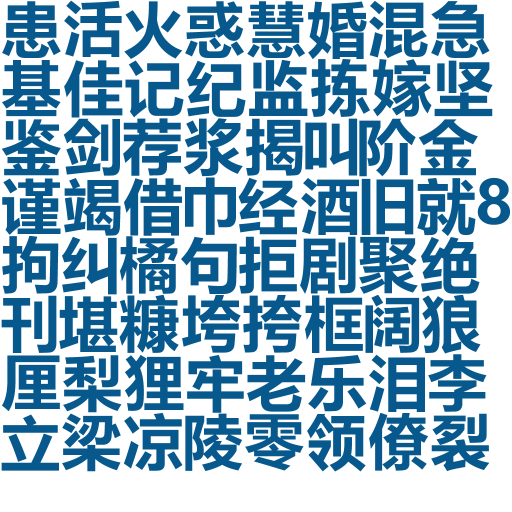 患活火惑慧婚混急
基佳记纪监拣嫁坚
鉴剑荐浆揭叫阶金
谨竭借巾经酒旧就8
拘纠橘句拒剧聚绝
刊堪糠垮挎框阔狼
厘梨狸牢老乐泪李
立梁凉陵零领僚裂